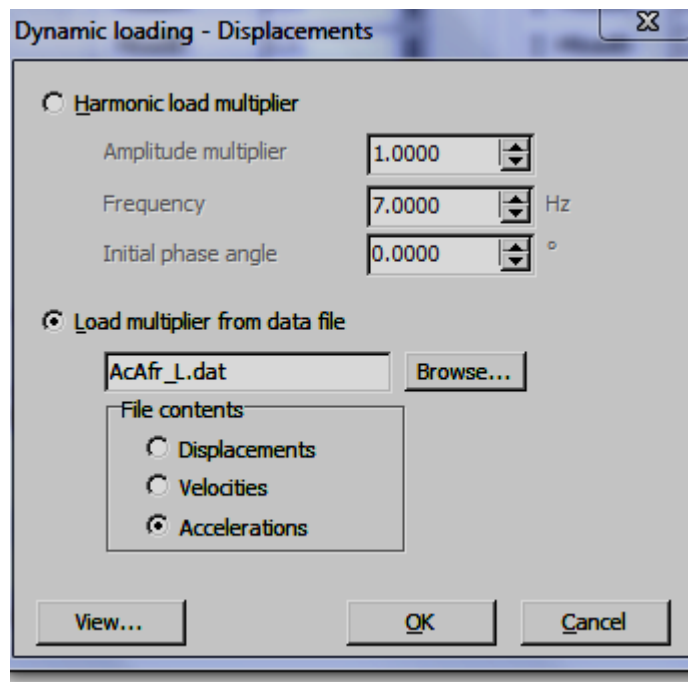 Dynamic loading - Displacements
Harmonic load multiplier
Amplitude multiplier 1.0000
Frequency 7.0000 Hz
Initial phase angle 0.0000 °
Load multiplier from data file
AcAfr_L.dat Browse...
File contents
Displacements
Velocities
Accelerations
View... OK Cancel